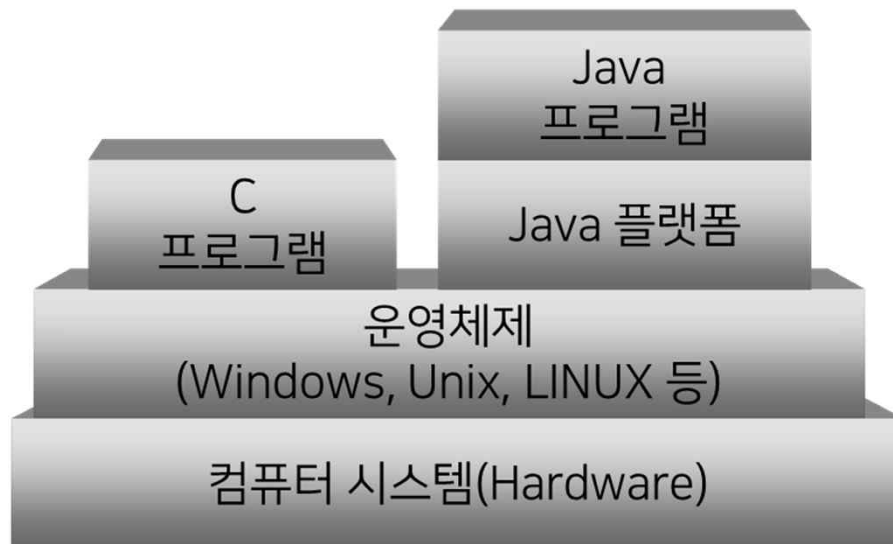 Java
프로그램
C
프로그램
Java 플랫폼
운영체제
(Windows, Unix, LINUX 등)
컴퓨터 시스템(Hardware)